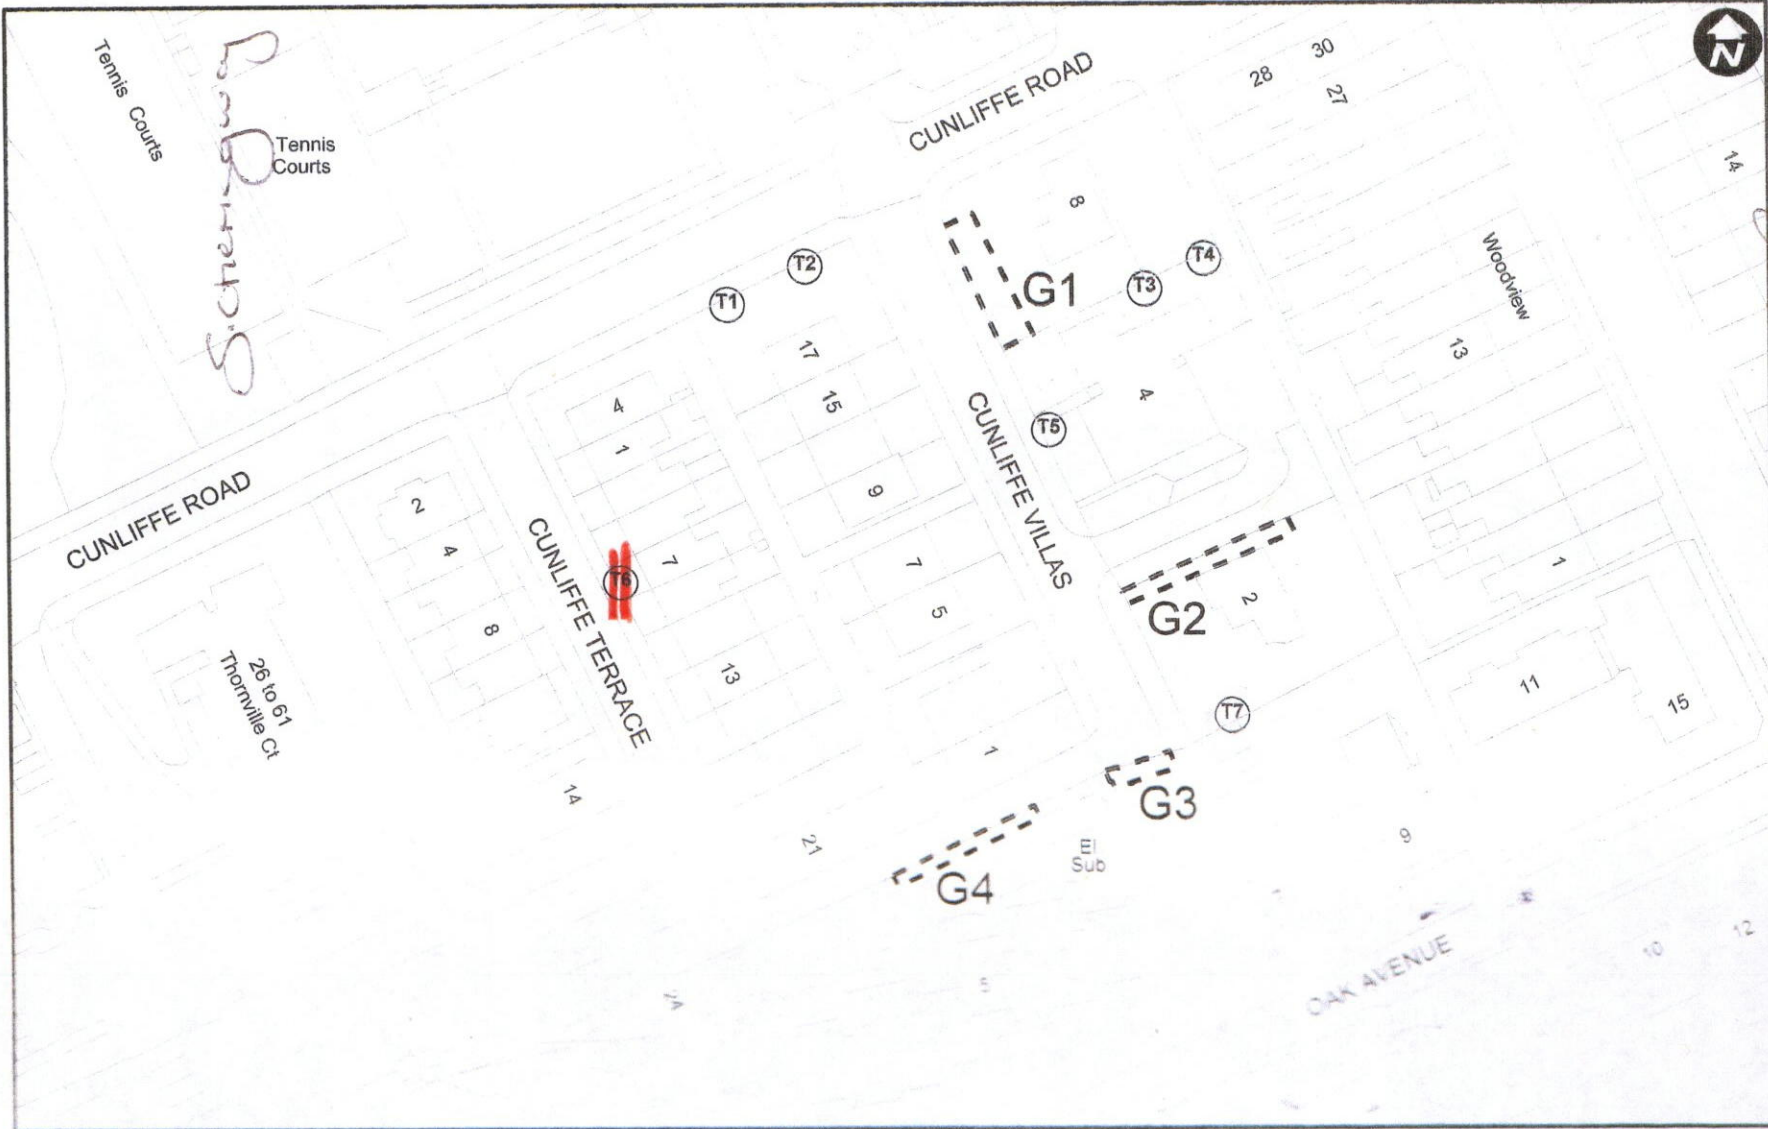 N
Tennis Courts
Tennis
Courts
CUNLIFFE ROAD
30
28
27
14
8
Woodview
T1
T2
T3
T4
G1
17
15
13
4
4
1
T5
CUNLIFFE VILLAS
CUNLIFFE ROAD
2
4
8
9
7
5
T6
7
CUNLIFFE TERRACE
13
G2
2
1
11
15
26 to 61
Thornville Ct
T7
1
G3
14
21
G4
El
Sub
9
OAK AVENUE
10
12
5